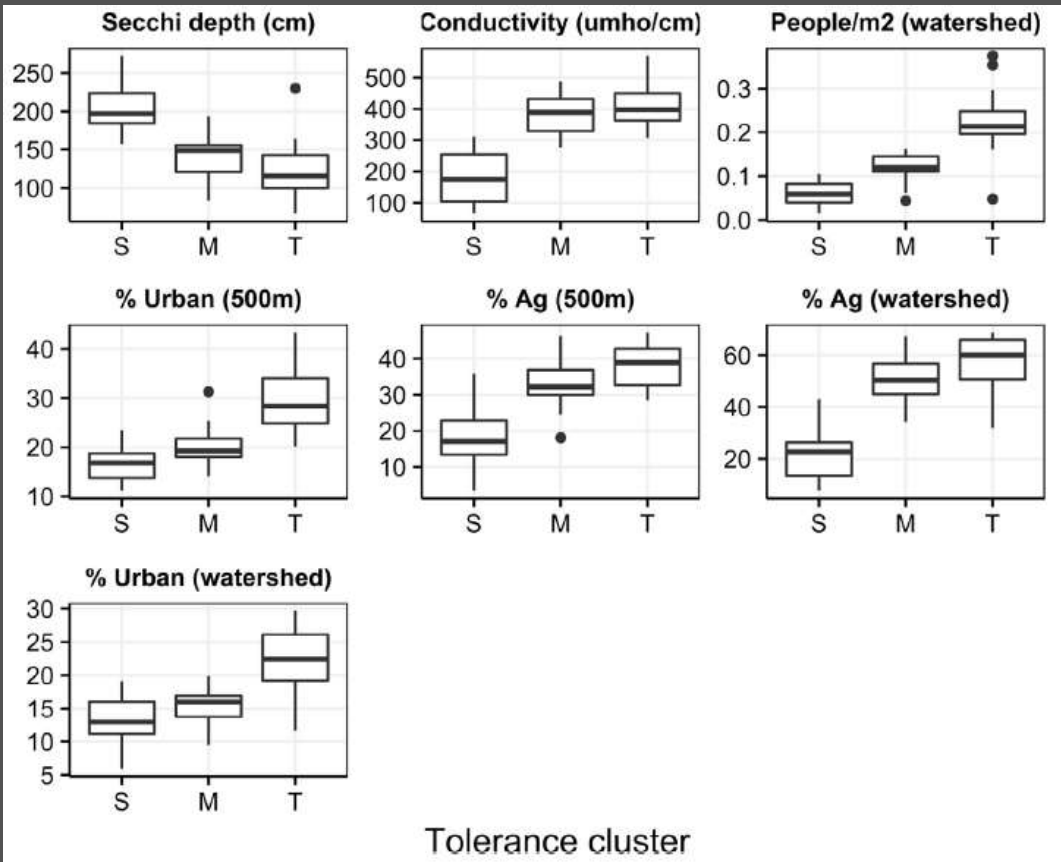 Secchi depth (cm) Conductivity (umho/cm) People/m2 (watershed)
250
200
150
100
S M T
500
400
300
200
100
S M T
0.3
0.2
0.1
0.0
S M T
% Urban (500m) % Ag (500m) % Ag (watershed)
40
30
20
10
S M T
40
30
20
10
S M T
60
40
20
S M T
% Urban (watershed)
30
25
20
15
10
5
S M T
Tolerance cluster